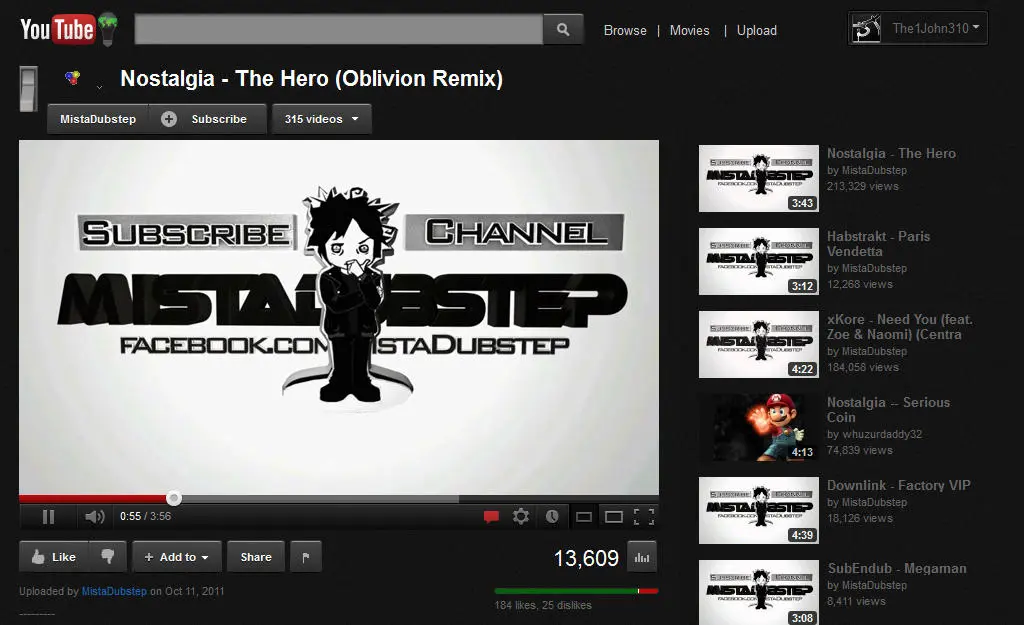 YouTube
Browse | Movies | Upload
The1John310
Nostalgia - The Hero (Oblivion Remix)
MistaDubstep
Subscribe
315 videos
SUBSCRIBE CHANNEL
MISTADUBSTEP
FACEBOOK.COM ISTADUBSTEP
0:55 / 3:56
Like
Add to
Share
13,609
Uploaded by MistaDubstep on Oct 11, 2011
184 likes, 25 dislikes
----------
3:43
Nostalgia - The Hero
by MistaDubstep
213,329 views
3:12
Habstrakt - Paris
Vendetta
by MistaDubstep
12,268 views
4:22
xKore - Need You (feat.
Zoe & Naomi) (Centra
by MistaDubstep
184,058 views
4:13
Nostalgia -- Serious
Coin
by whuzurdaddy32
74,839 views
4:39
Downlink - Factory VIP
by MistaDubstep
18,126 views
3:08
SubEndub - Megaman
by MistaDubstep
8,411 views